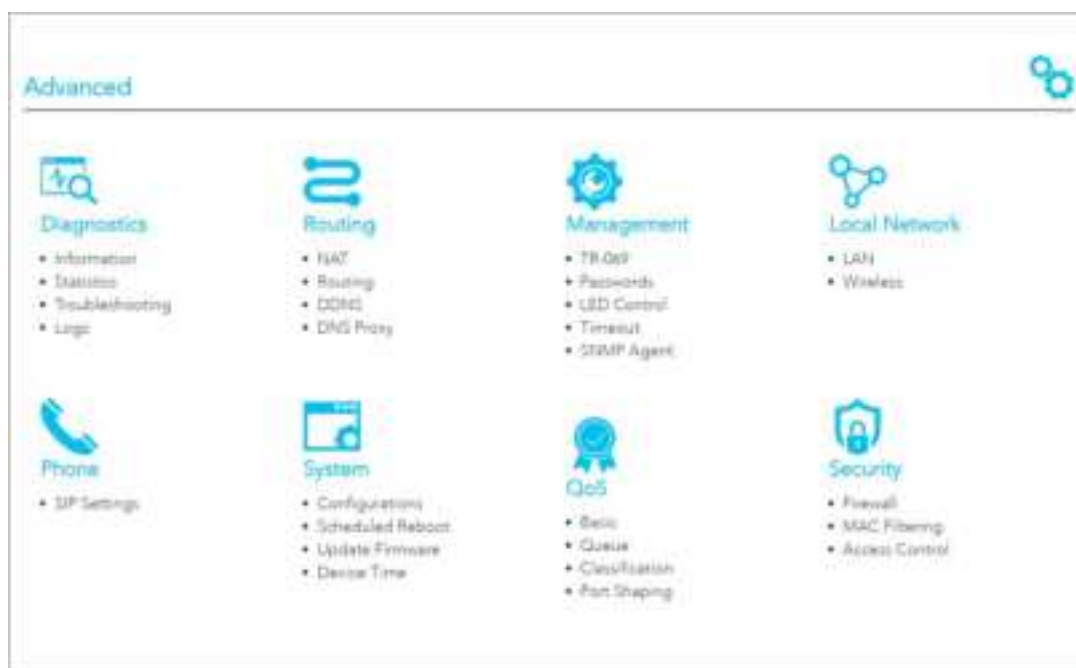 Advanced
Diagnostics
• Information
• Statistics
• Troubleshooting
• Logs
Routing
• NAT
• Routing
• DDNS
• DNS Proxy
Management
• TR-069
• Passwords
• LED Control
• Timeout
• SNMP Agent
Local Network
• LAN
• Wireless
Phone
• SIP Settings
System
• Configurations
• Scheduled Reboot
• Update Firmware
• Device Time
QoS
• Basic
• Queue
• Classification
• Port Shaping
Security
• Firewall
• MAC Filtering
• Access Control